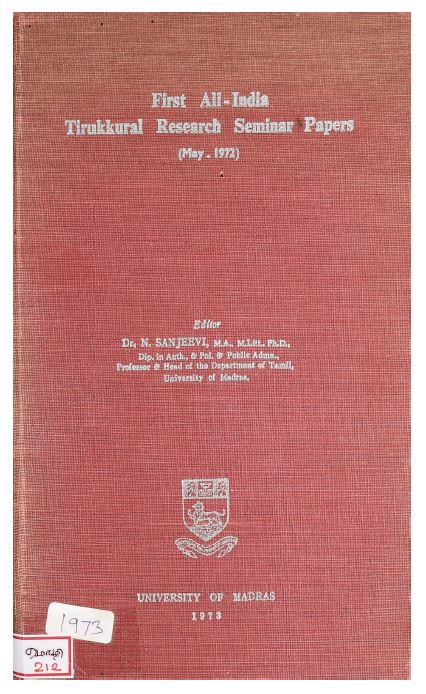 First All-India
Tirukkural Research Seminar Papers
(May - 1972)
Editor
Dr. N. SANJEEVI, M.A., M.Litt., Ph.D.,
Dip. in Anth., & Pol. & Public Admn.,
Professor & Head of the Department of Tamil,
University of Madras.
UNIVERSITY OF MADRAS
1973
1973
212